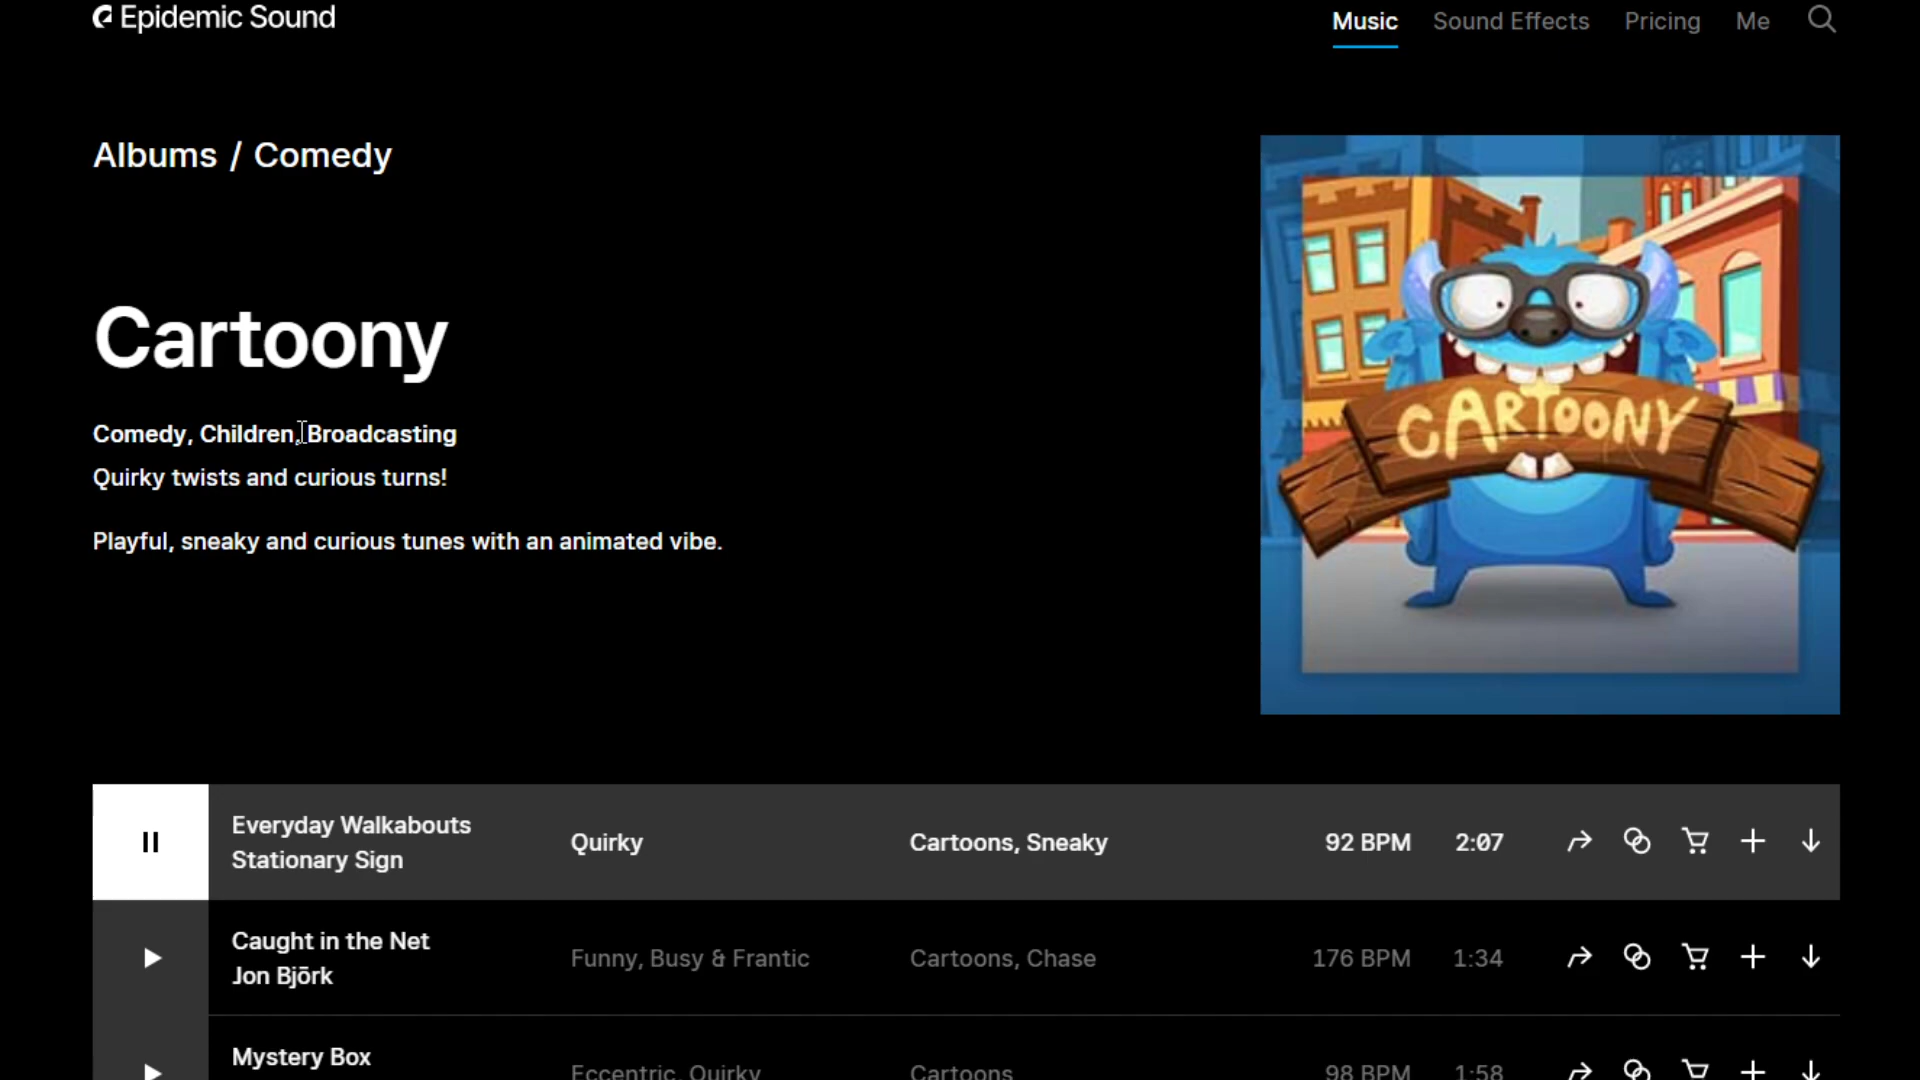 Epidemic Sound
Music Sound Effects Pricing Me
Albums / Comedy
Cartoony
Comedy, Children, Broadcasting
Quirky twists and curious turns!
Playful, sneaky and curious tunes with an animated vibe.
CARTOONY
Everyday Walkabouts
Stationary Sign
Quirky
Cartoons, Sneaky
92 BPM
2:07
Caught in the Net
Jon Björk
Funny, Busy & Frantic
Cartoons, Chase
176 BPM
1:34
Mystery Box
Eccentric, Quirky
Cartoons
98 BPM
1:58